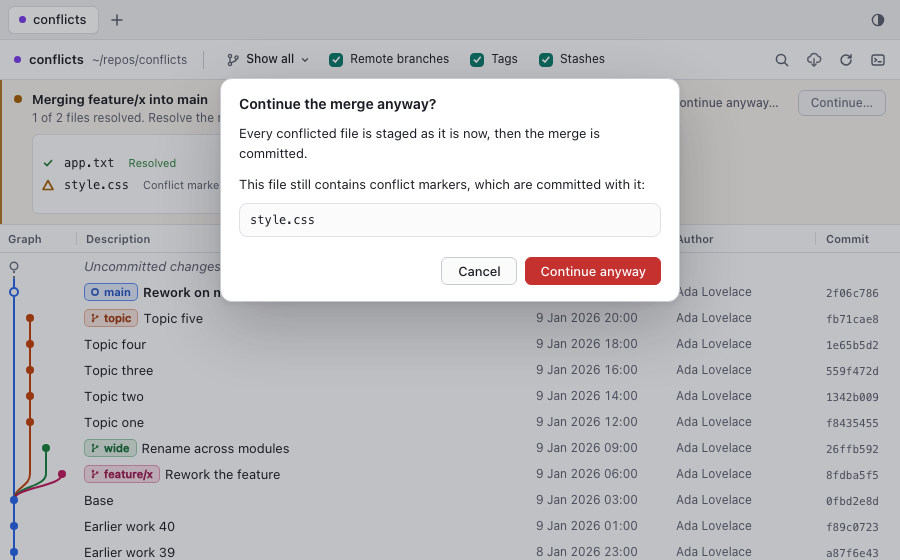 conflicts
conflicts ~/repos/conflicts Show all Remote branches Tags Stashes
Merging feature/x into main
1 of 2 files resolved. Resolve the
ontinue anyway... Continue...
app.txt Resolved
style.css Conflict marke
Continue the merge anyway?
Every conflicted file is staged as it is now, then the merge is
committed.
This file still contains conflict markers, which are committed with it:
style.css
Cancel Continue anyway
Graph Description Author Commit
Uncommitted changes
main Rework on Ada Lovelace 2f06c786
topic Topic five 9 Jan 2026 20:00 Ada Lovelace fb71cae8
Topic four 9 Jan 2026 18:00 Ada Lovelace 1e65b5d2
Topic three 9 Jan 2026 16:00 Ada Lovelace 559f472d
Topic two 9 Jan 2026 14:00 Ada Lovelace 1342b009
Topic one 9 Jan 2026 12:00 Ada Lovelace f8435455
wide Rename across modules 9 Jan 2026 09:00 Ada Lovelace 26ffb592
feature/x Rework the feature 9 Jan 2026 06:00 Ada Lovelace 8fdba5f5
Base 9 Jan 2026 03:00 Ada Lovelace 0fbd2e8d
Earlier work 40 9 Jan 2026 01:00 Ada Lovelace f89c0723
Earlier work 39 8 Jan 2026 23:00 Ada Lovelace a87f6e43